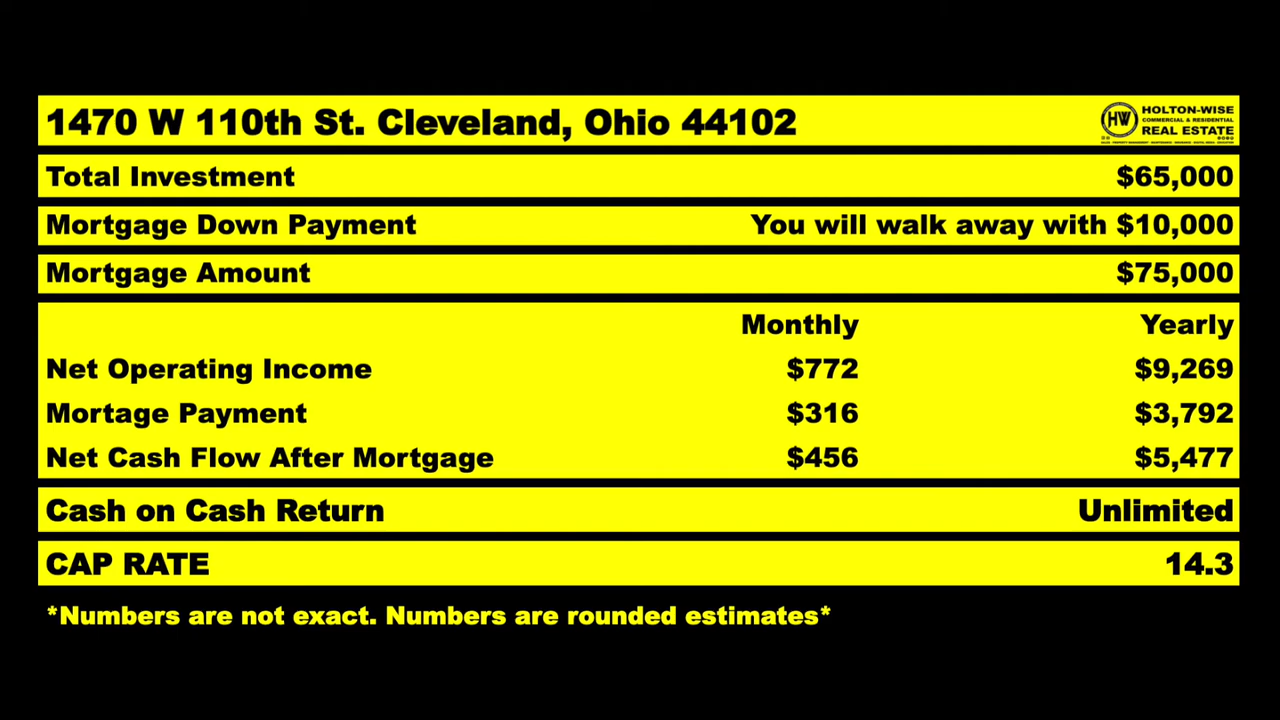 1470 W 110th St. Cleveland, Ohio 44102
HOLTON-WISE
COMMERCIAL & RESIDENTIAL
REAL ESTATE
HW
Total Investment $65,000
Mortgage Down Payment You will walk away with $10,000
Mortgage Amount $75,000
Monthly Yearly
Net Operating Income $772 $9,269
Mortage Payment $316 $3,792
Net Cash Flow After Mortgage $456 $5,477
Cash on Cash Return Unlimited
CAP RATE 14.3
*Numbers are not exact. Numbers are rounded estimates*